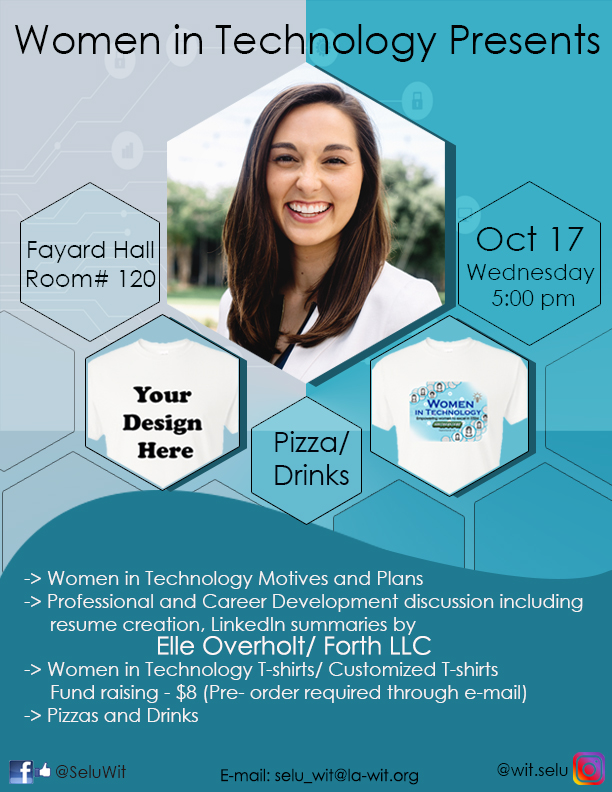 Women in Technology Presents
Fayard Hall
Room# 120
Oct 17
Wednesday
5:00 pm
Your
Design
Here
WOMEN
IN TECHNOLOGY
Pizza/
Drinks
-> Women in Technology Motives and Plans
-> Professional and Career Development discussion including
resume creation, LinkedIn summaries by
Elle Overholt/ Forth LLC
-> Women in Technology T-shirts/ Customized T-shirts
Fund raising - $8 (Pre- order required through e-mail)
-> Pizzas and Drinks
@SeluWit
E-mail: selu_wit@la-wit.org
@wit.selu